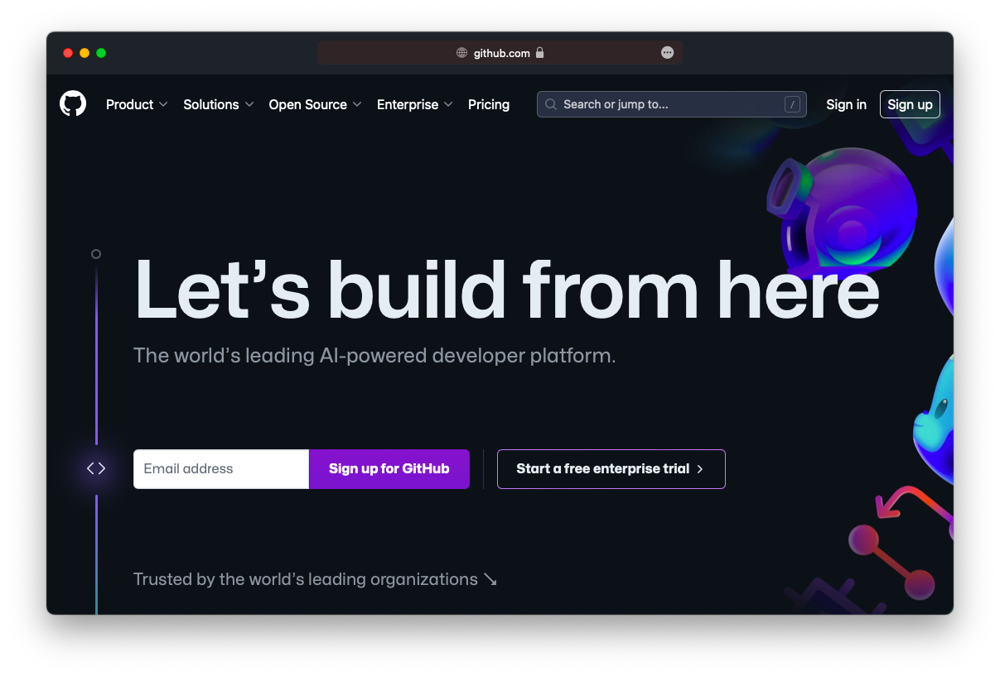 github.com
Product Solutions Open Source Enterprise Pricing Search or jump to... / Sign in Sign up
Let’s build from here
The world’s leading AI-powered developer platform.
<> Email address Sign up for GitHub Start a free enterprise trial >
Trusted by the world’s leading organizations ↘